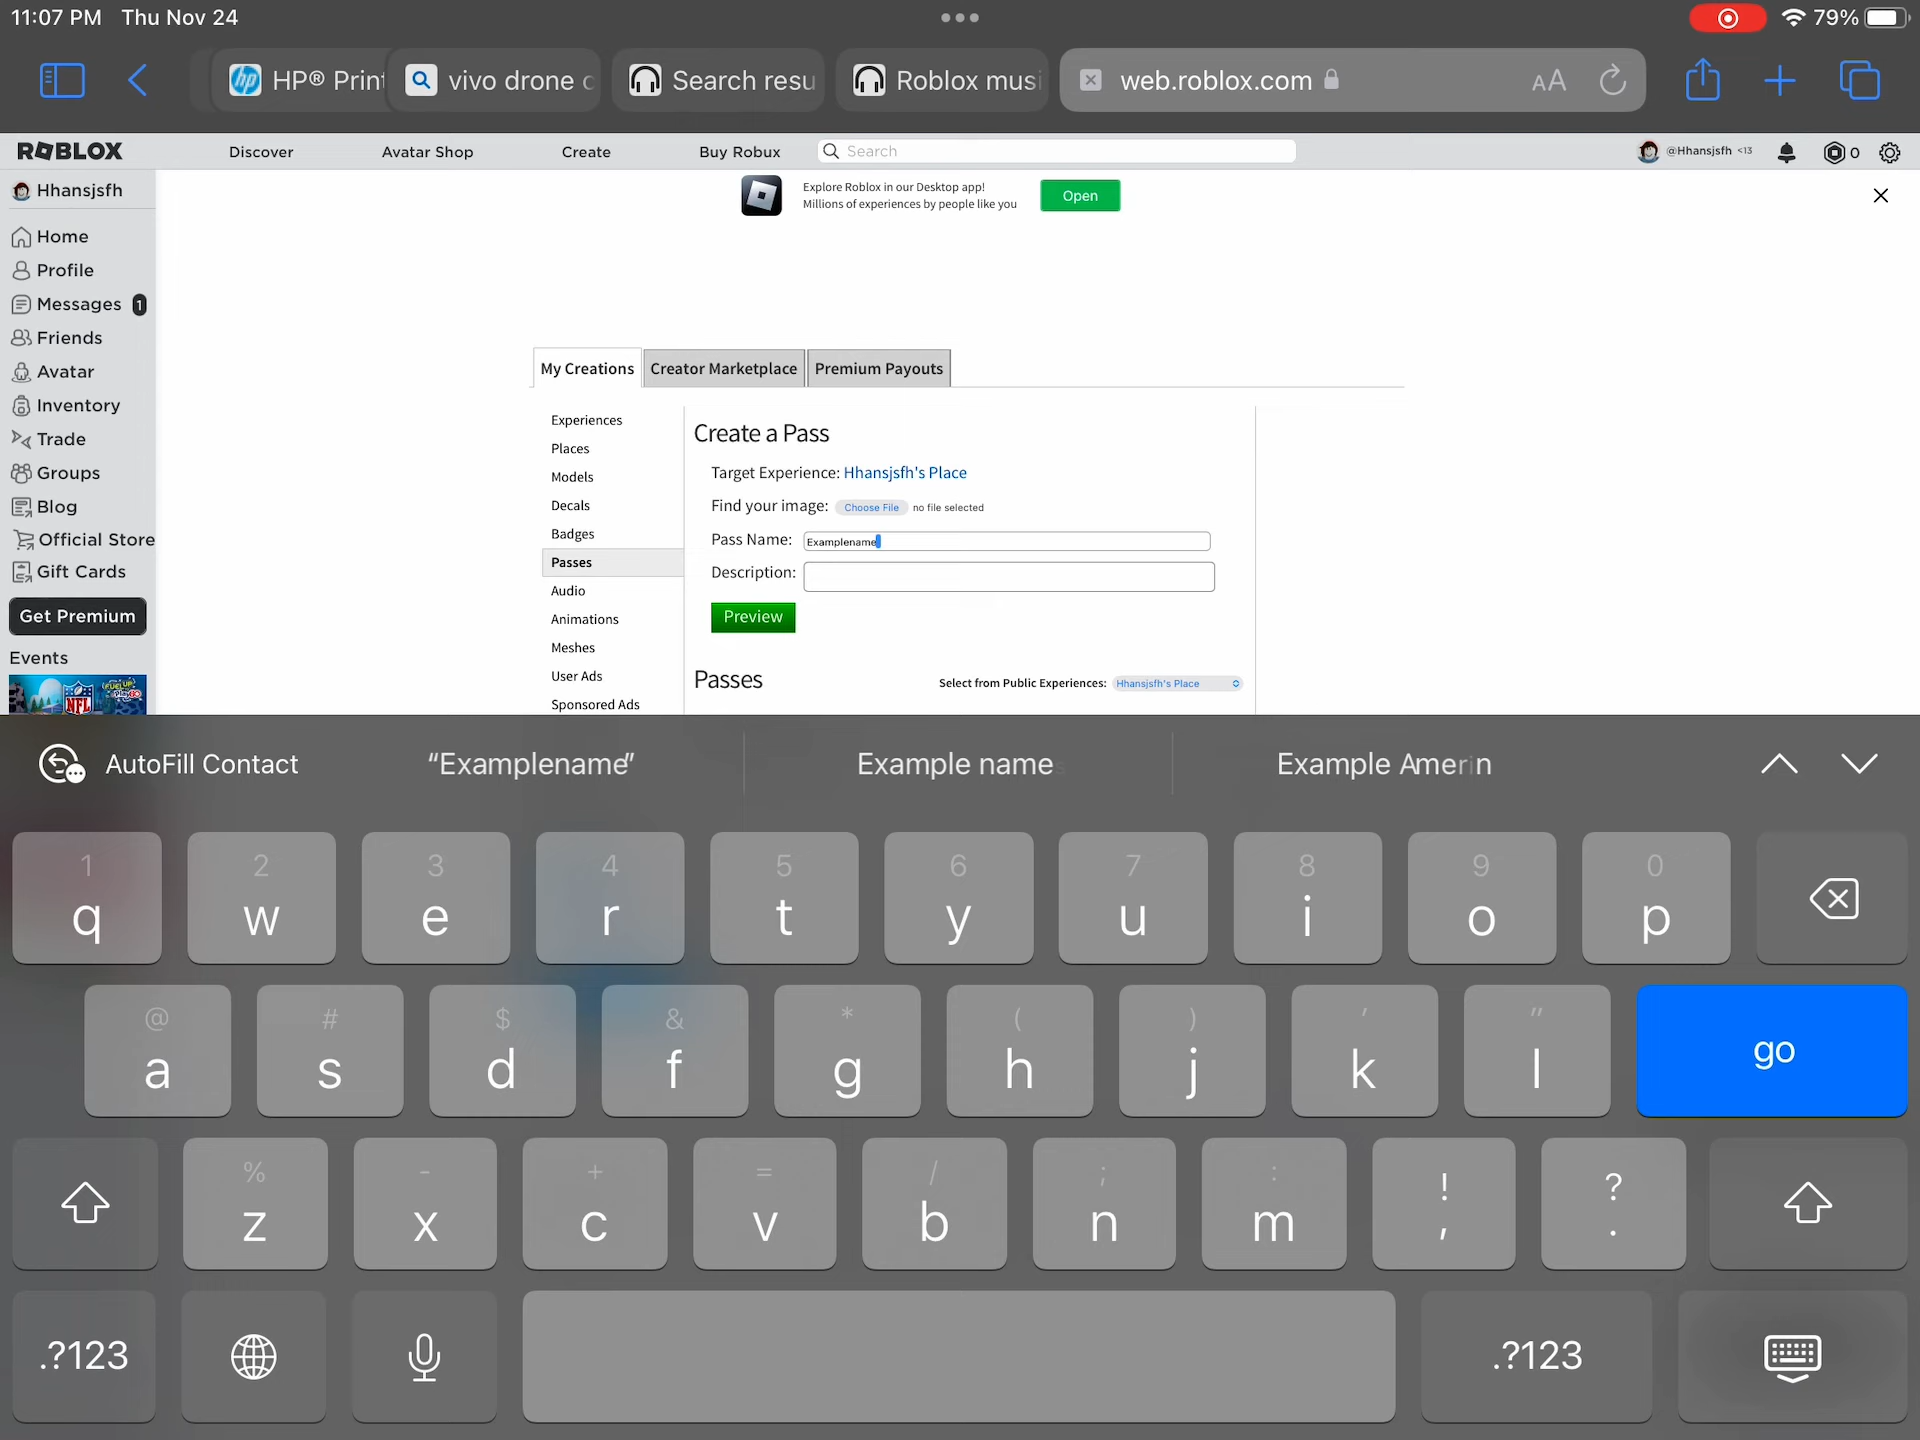 11:07 PM Thu Nov 24
79%
HP® Print
vivo drone c
Search resu
Roblox musi
web.roblox.com
AA
ROBLOX
Discover
Avatar Shop
Create
Buy Robux
Search
@Hhansjsfh <13
0
Hhansjsfh
Home
Profile
Messages 1
Friends
Avatar
Inventory
Trade
Groups
Blog
Official Store
Gift Cards
Get Premium
Events
NFL
Explore Roblox in our Desktop app!
Millions of experiences by people like you
Open
My Creations
Creator Marketplace
Premium Payouts
Experiences
Places
Models
Decals
Badges
Passes
Audio
Animations
Meshes
User Ads
Sponsored Ads
Create a Pass
Target Experience: Hhansjsfh's Place
Find your image: Choose File no file selected
Pass Name: Examplename
Description:
Preview
Passes
Select from Public Experiences: Hhansjsfh's Place
AutoFill Contact
“Examplename”
Example name
1 2 3 4 5 6 7 8 9 0
q w e r t y u i o p
@ # $ & * ( ) ' "
a s d f g h j k l
go
% - + = / ; : ! ?
z x c v b n m , .
.?123
.?123